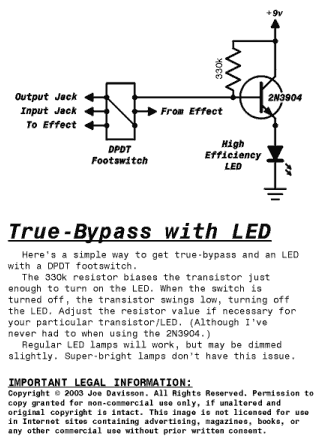 +9v
330k
2N3904
Output Jack
Input Jack
To Effect
From Effect
DPDT
Footswitch
High
Efficiency
LED
True-Bypass with LED
Here's a simple way to get true-bypass and an LED
with a DPDT footswitch.
The 330k resistor biases the transistor just
enough to turn on the LED. When the switch is
turned off, the transistor swings low, turning off
the LED. Adjust the resistor value if necessary for
your particular transistor/LED. (Although I've
never had to when using the 2N3904.)
Regular LED lamps will work, but may be dimmed
slightly. Super-bright lamps don't have this issue.
IMPORTANT LEGAL INFORMATION:
Copyright © 2003 Joe Davisson. All Rights Reserved. Permission to
copy granted for non-commercial use only, if unaltered and
original copyright is intact. This image is not licensed for use
in Internet sites containing advertising, magazines, books, or
any other commercial use without prior written consent.